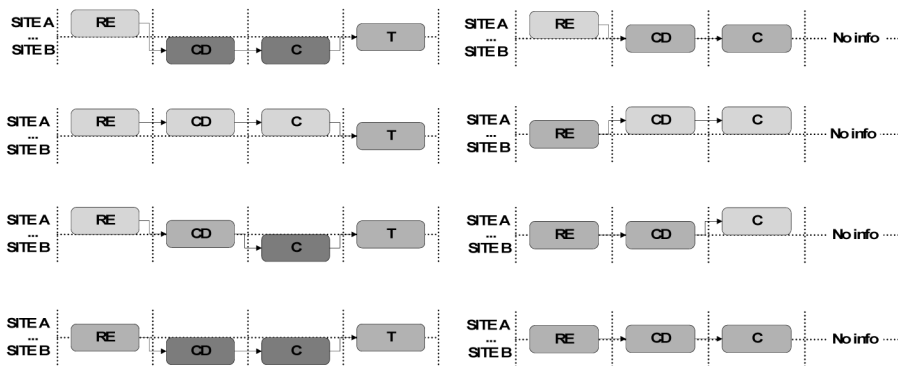 SITE A
...
SITE B
RE
CD
C
T
SITE A
...
SITE B
RE
CD
C
No info
SITE A
...
SITE B
RE
CD
C
T
SITE A
...
SITE B
RE
CD
C
No info
SITE A
...
SITE B
RE
CD
C
T
SITE A
...
SITE B
RE
CD
C
No info
SITE A
...
SITE B
RE
CD
C
T
SITE A
...
SITE B
RE
CD
C
No info